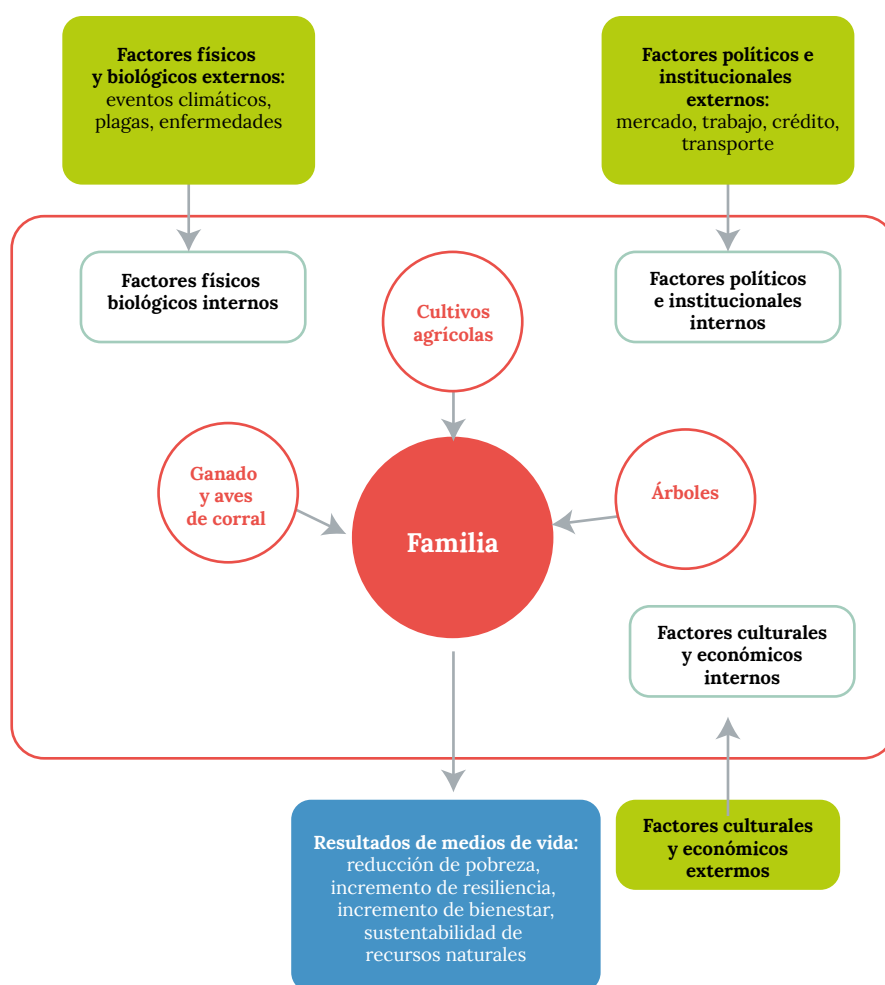 Factores físicos
y biológicos externos:
eventos climáticos,
plagas, enfermedades
Factores políticos e
institucionales
externos:
mercado, trabajo, crédito,
transporte
Factores físicos
biológicos internos
Factores políticos
e institucionales
internos
Cultivos
agrícolas
Ganado
y aves
de corral
Árboles
Familia
Factores culturales
y económicos
internos
Resultados de medios de vida:
reducción de pobreza,
incremento de resiliencia,
incremento de bienestar,
sustentabilidad de
recursos naturales
Factores culturales
y económicos
extermos